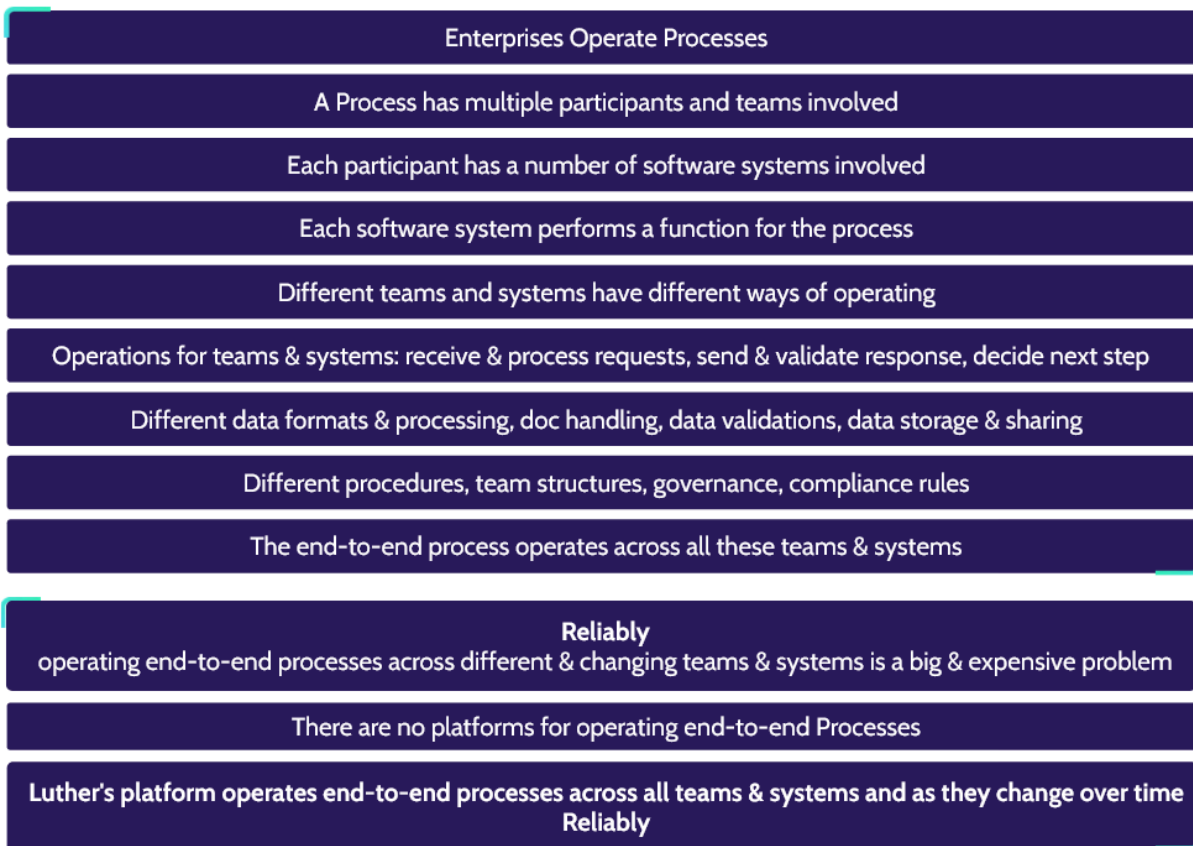 Enterprises Operate Processes
A Process has multiple participants and teams involved
Each participant has a number of software systems involved
Each software system performs a function for the process
Different teams and systems have different ways of operating
Operations for teams & systems: receive & process requests, send & validate response, decide next step
Different data formats & processing, doc handling, data validations, data storage & sharing
Different procedures, team structures, governance, compliance rules
The end-to-end process operates across all these teams & systems
Reliably
operating end-to-end processes across different & changing teams & systems is a big & expensive problem
There are no platforms for operating end-to-end Processes
Luther's platform operates end-to-end processes across all teams & systems and as they change over time
Reliably